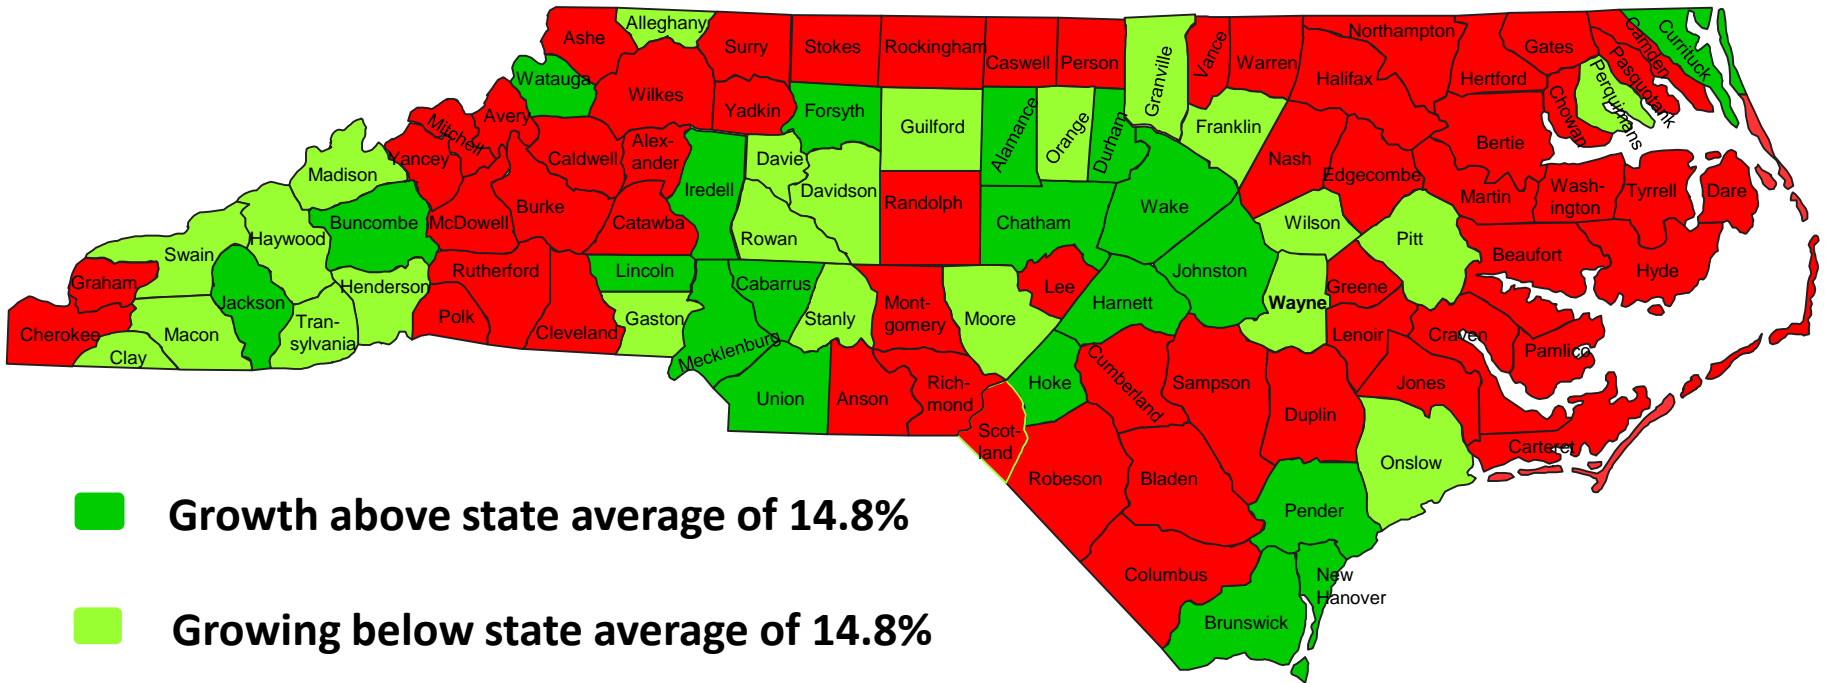 Alleghany
Ashe
Surry
Stokes
Rockingham
Caswell
Person
Granville
Vance
Warren
Northampton
Gates
Camden
Currituck
Watauga
Wilkes
Yadkin
Forsyth
Guilford
Alamance
Orange
Durham
Franklin
Halifax
Hertford
Pasquotank
Perquimans
Chowan
Avery
Mitchell
Yancey
Caldwell
Alex-
ander
Davie
Davidson
Iredell
Nash
Edgecombe
Bertie
Martin
Wash-
ington
Tyrrell
Dare
Madison
Buncombe
McDowell
Burke
Catawba
Rowan
Randolph
Chatham
Wake
Wilson
Pitt
Beaufort
Hyde
Haywood
Swain
Graham
Jackson
Henderson
Rutherford
Lincoln
Cabarrus
Mont-
gomery
Moore
Lee
Harnett
Johnston
Wayne
Greene
Cherokee
Clay
Macon
Tran-
sylvania
Polk
Cleveland
Gaston
Mecklenburg
Stanly
Lenoir
Craven
Pamlico
Union
Anson
Rich-
mond
Hoke
Cumberland
Sampson
Duplin
Jones
Scot-
land
Robeson
Bladen
Onslow
Carteret
Pender
Columbus
New
Hanover
Brunswick
Growth above state average of 14.8%
Growing below state average of 14.8%